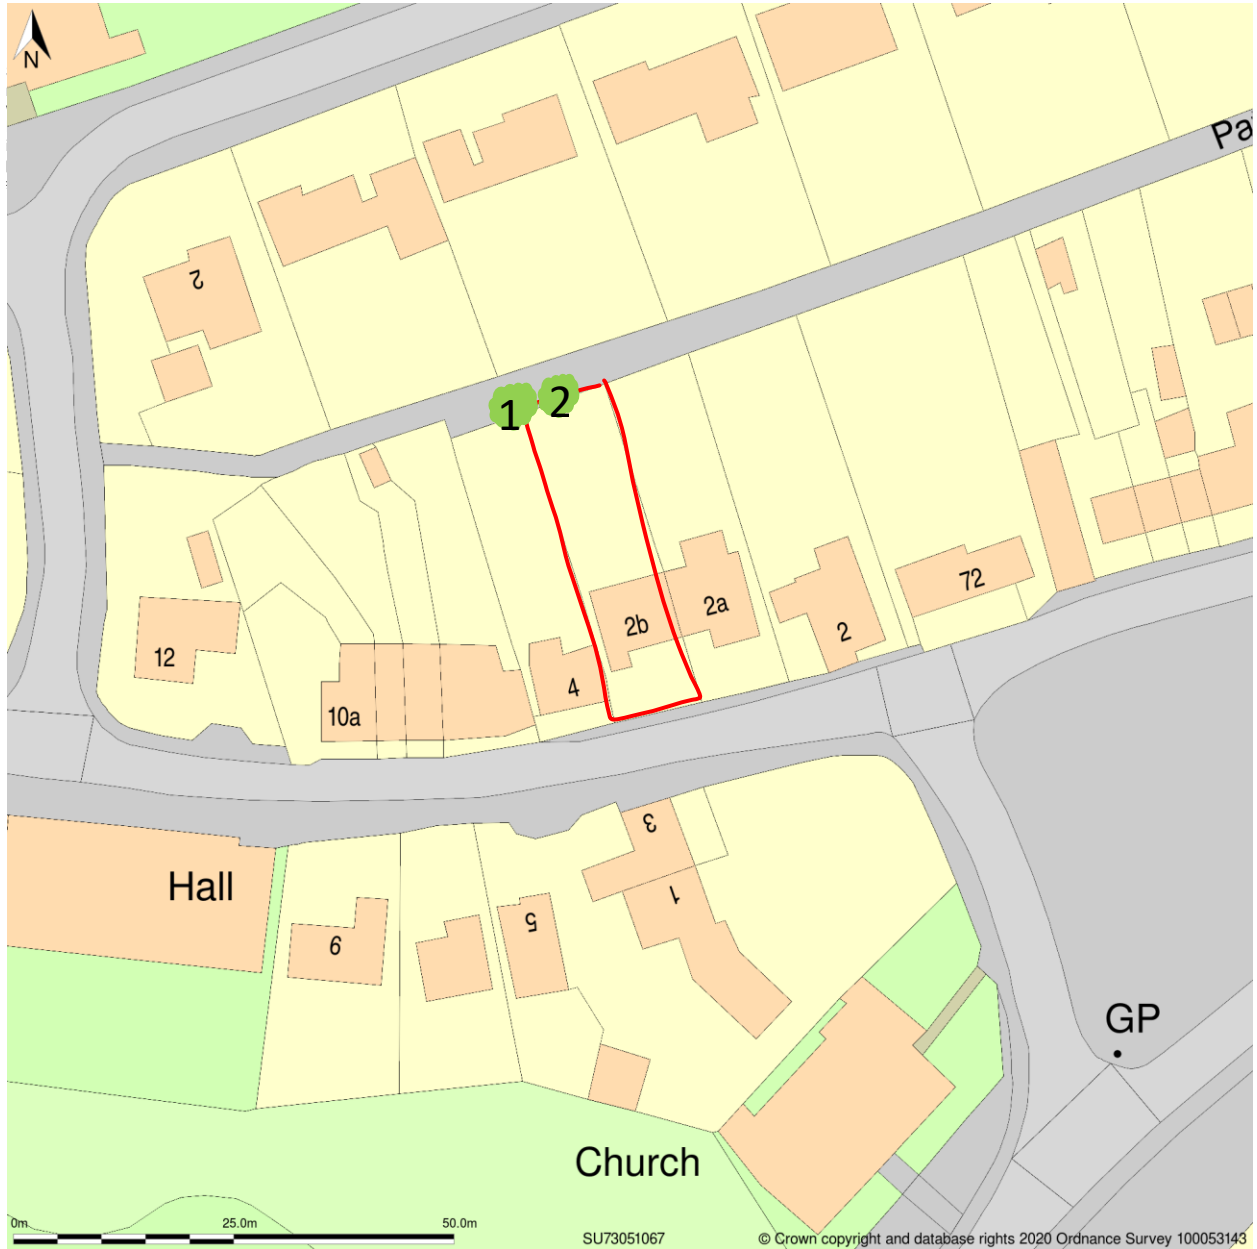 N
Pa
2
1
2
12
10a
4
2b
2a
2
72
3
1
5
9
Hall
GP
Church
0m
25.0m
50.0m
SU73051067
© Crown copyright and database rights 2020 Ordnance Survey 100053143